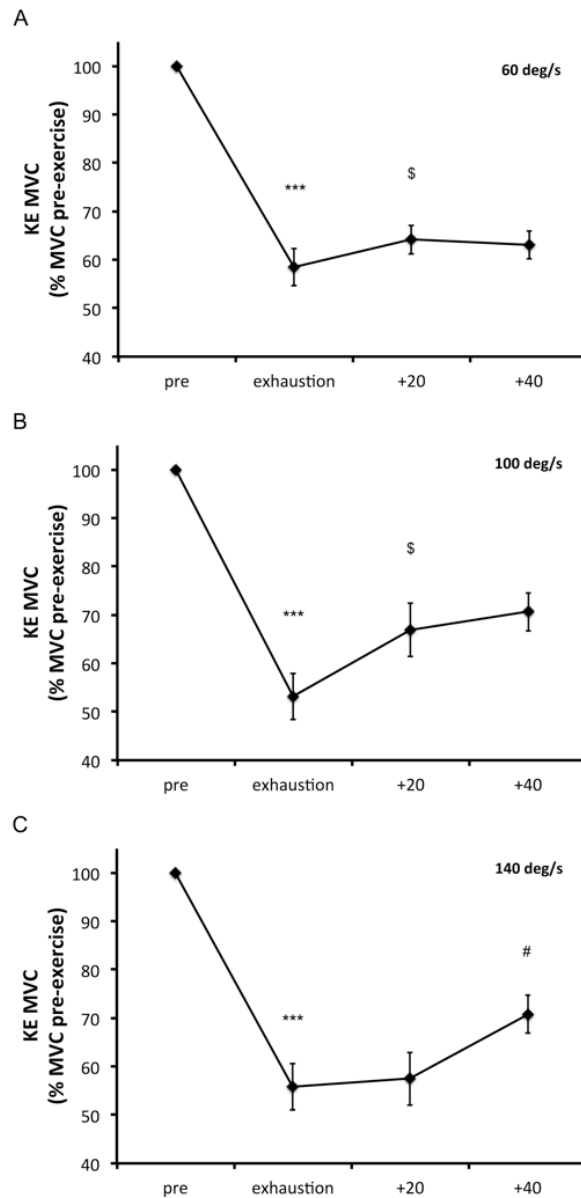 A
60 deg/s
KE MVC
(% MVC pre-exercise)
100
90
80
70
60
50
40
***
$
pre
exhaustion
+20
+40
B
100 deg/s
KE MVC
(% MVC pre-exercise)
100
90
80
70
60
50
40
***
$
pre
exhaustion
+20
+40
C
140 deg/s
KE MVC
(% MVC pre-exercise)
100
90
80
70
60
50
40
***
#
pre
exhaustion
+20
+40